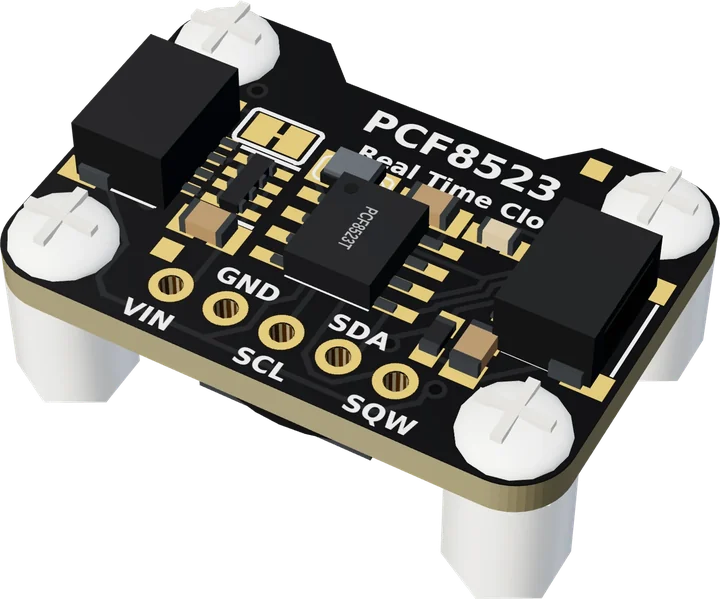 PCF8523
Real Time Clo
PCF8523T
GND
VIN
SDA
SCL
SQW